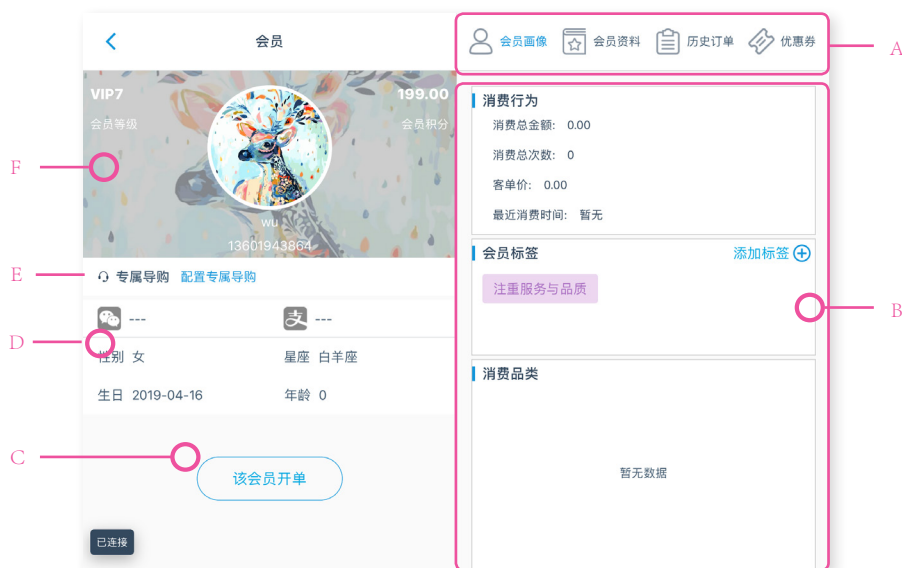 会员
会员画像
会员资料
历史订单
优惠券
A
VIP7
199.00
会员等级
会员积分
wu
13601943864
F
专属导购 配置专属导购
E
---
支 ---
D
性别 女
星座 白羊座
生日 2019-04-16
年龄 0
C
该会员开单
已连接
消费行为
消费总金额: 0.00
消费总次数: 0
客单价: 0.00
最近消费时间: 暂无
会员标签
添加标签
注重服务与品质
B
消费品类
暂无数据